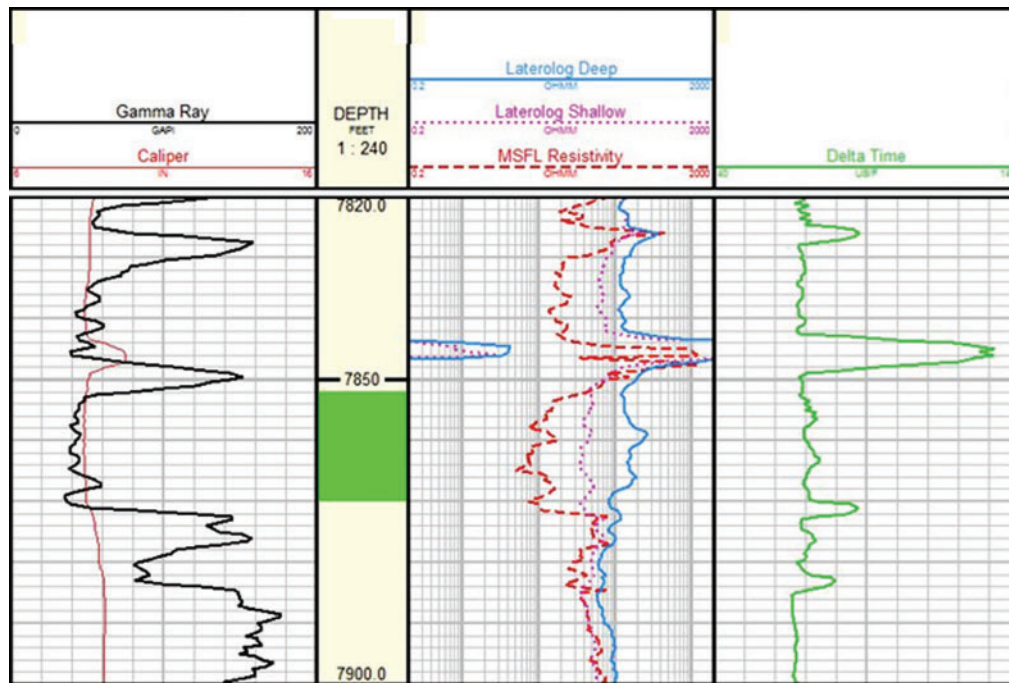 Gamma Ray
0 GAPI 200
Caliper
6 IN 16
DEPTH
FEET
1 : 240
Laterolog Deep
0.2 OHMM 2000
Laterolog Shallow
0.2 OHMM 2000
MSFL Resistivity
0.2 OHMM 2000
Delta Time
40 US/F
7820.0
7850
7900.0